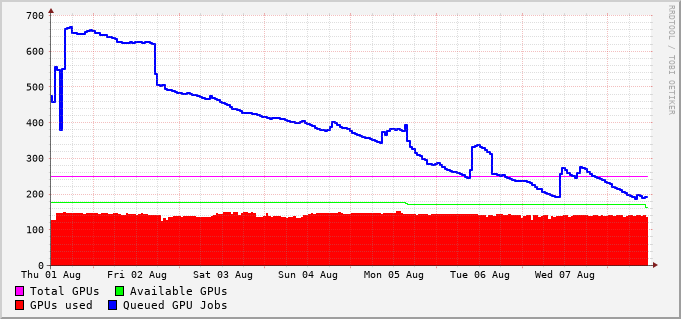 700
600
500
400
300
200
100
0
Thu 01 Aug Fri 02 Aug Sat 03 Aug Sun 04 Aug Mon 05 Aug Tue 06 Aug Wed 07 Aug
Total GPUs Available GPUs
GPUs used Queued GPU Jobs
RRDTOOL / TOBI OETIKER